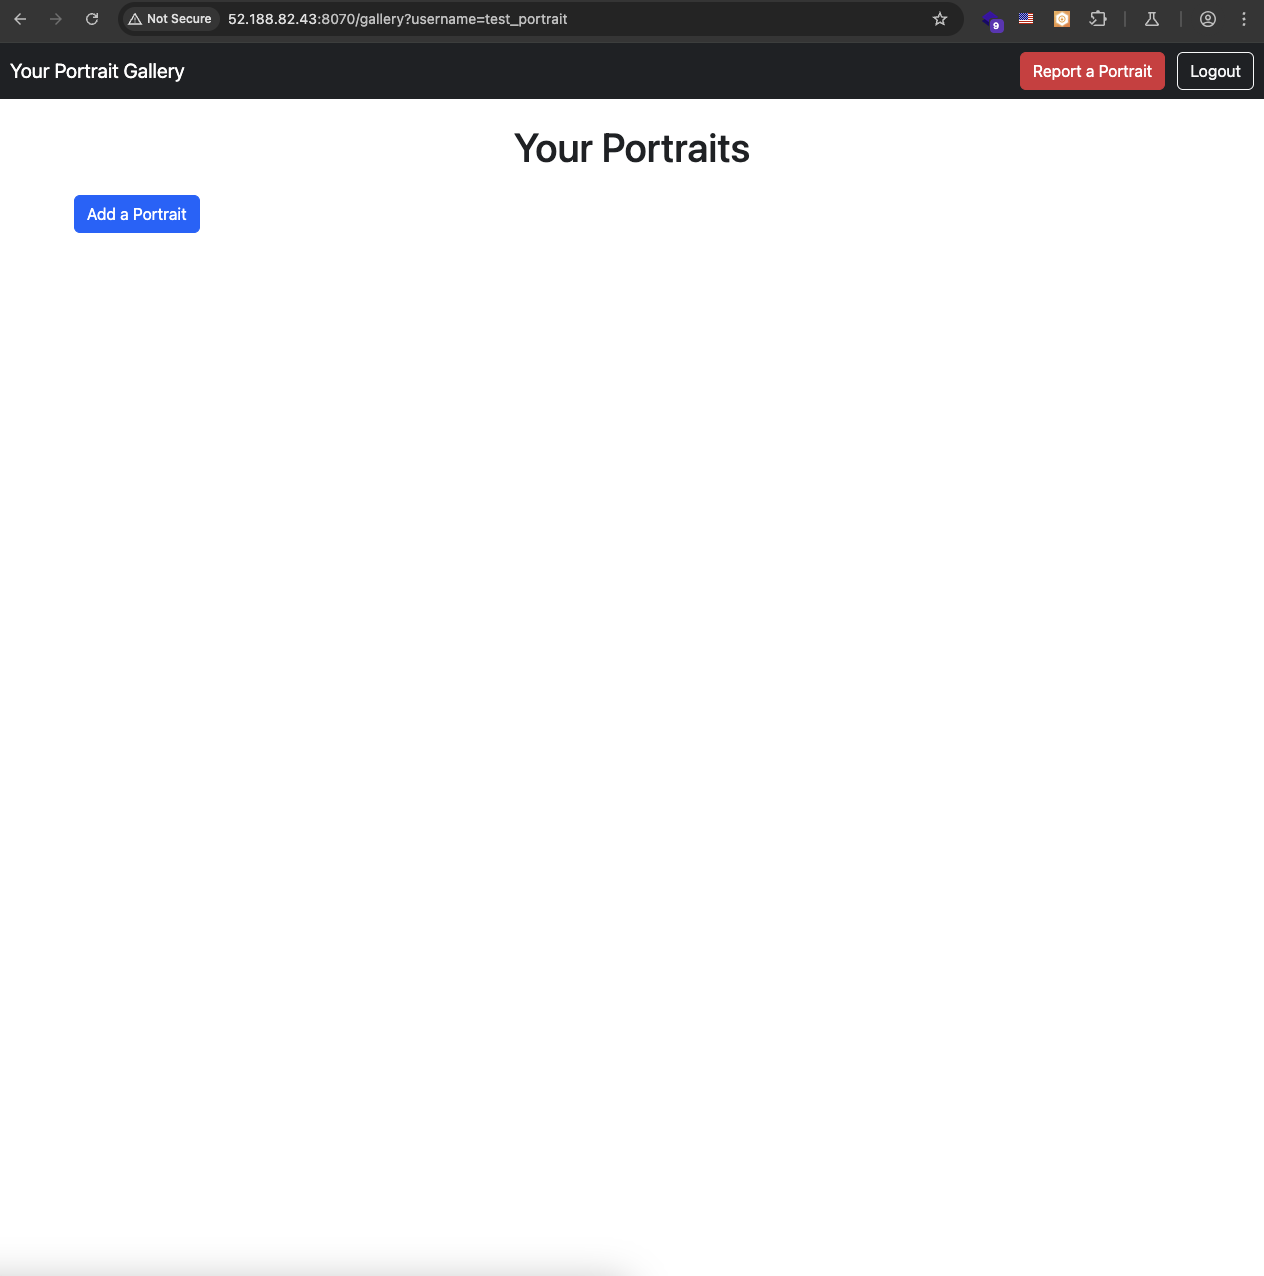 Not Secure 52.188.82.43:8070/gallery?username=test_portrait
9
Your Portrait Gallery
Report a Portrait
Logout
Your Portraits
Add a Portrait